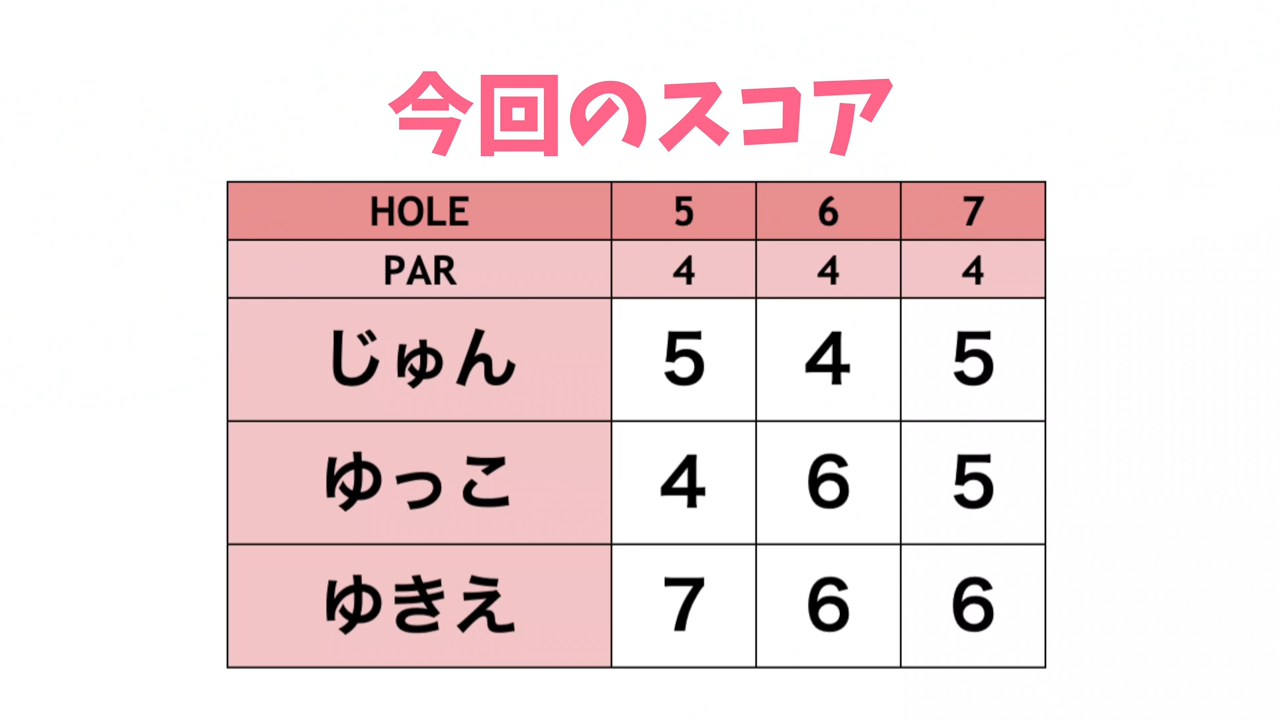 今回のスコア
HOLE 5 6 7
PAR 4 4 4
じゅん 5 4 5
ゆっこ 4 6 5
ゆきえ 7 6 6